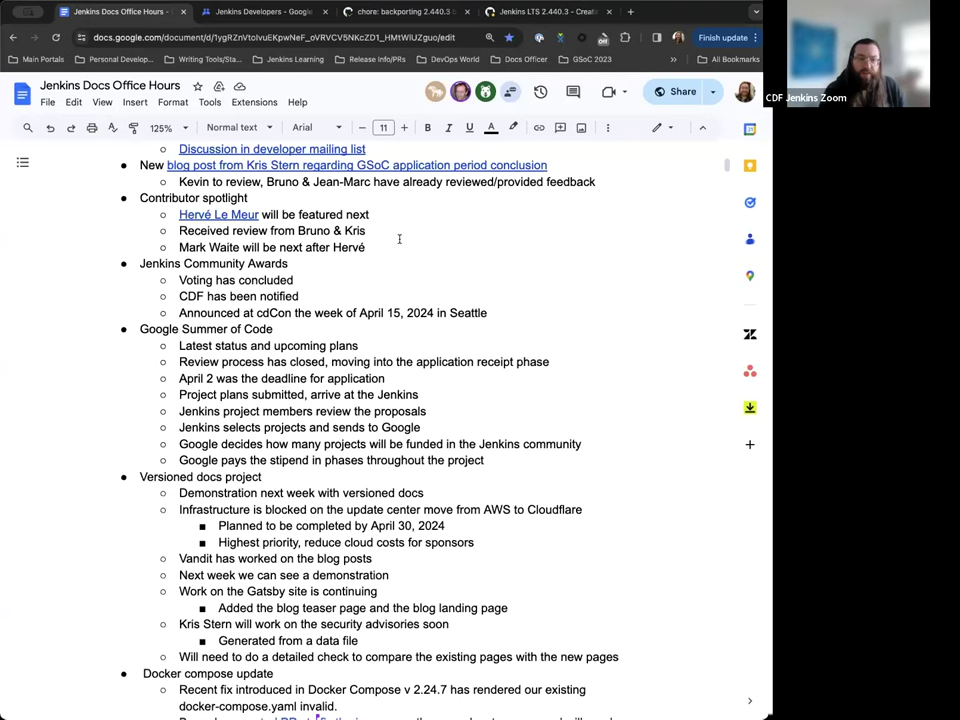 Jenkins Docs Office Hours -
Jenkins Developers - Google
chore: backporting 2.440.3
Jenkins LTS 2.440.3 - Creati
docs.google.com/document/d/1ygRZnVtolvuEKpwNeF_oVRVCV5NKcZD1_HMtWlUZguo/edit
Finish update
Main Portals
Personal Develop...
Writing Tools/Sta...
Jenkins Learning
Release Info/PRs
DevOps World
Docs Officer
GSoC 2023
All Bookmarks
Jenkins Docs Office Hours
File Edit View Insert Format Tools Extensions Help
Share
125% Normal text Arial 11
CDF Jenkins Zoom
Discussion in developer mailing list
New blog post from Kris Stern regarding GSoC application period conclusion
Kevin to review, Bruno & Jean-Marc have already reviewed/provided feedback
Contributor spotlight
Hervé Le Meur will be featured next
Received review from Bruno & Kris
Mark Waite will be next after Hervé
Jenkins Community Awards
Voting has concluded
CDF has been notified
Announced at cdCon the week of April 15, 2024 in Seattle
Google Summer of Code
Latest status and upcoming plans
Review process has closed, moving into the application receipt phase
April 2 was the deadline for application
Project plans submitted, arrive at the Jenkins
Jenkins project members review the proposals
Jenkins selects projects and sends to Google
Google decides how many projects will be funded in the Jenkins community
Google pays the stipend in phases throughout the project
Versioned docs project
Demonstration next week with versioned docs
Infrastructure is blocked on the update center move from AWS to Cloudflare
Planned to be completed by April 30, 2024
Highest priority, reduce cloud costs for sponsors
Vandit has worked on the blog posts
Next week we can see a demonstration
Work on the Gatsby site is continuing
Added the blog teaser page and the blog landing page
Kris Stern will work on the security advisories soon
Generated from a data file
Will need to do a detailed check to compare the existing pages with the new pages
Docker compose update
Recent fix introduced in Docker Compose v 2.24.7 has rendered our existing
docker-compose.yaml invalid.